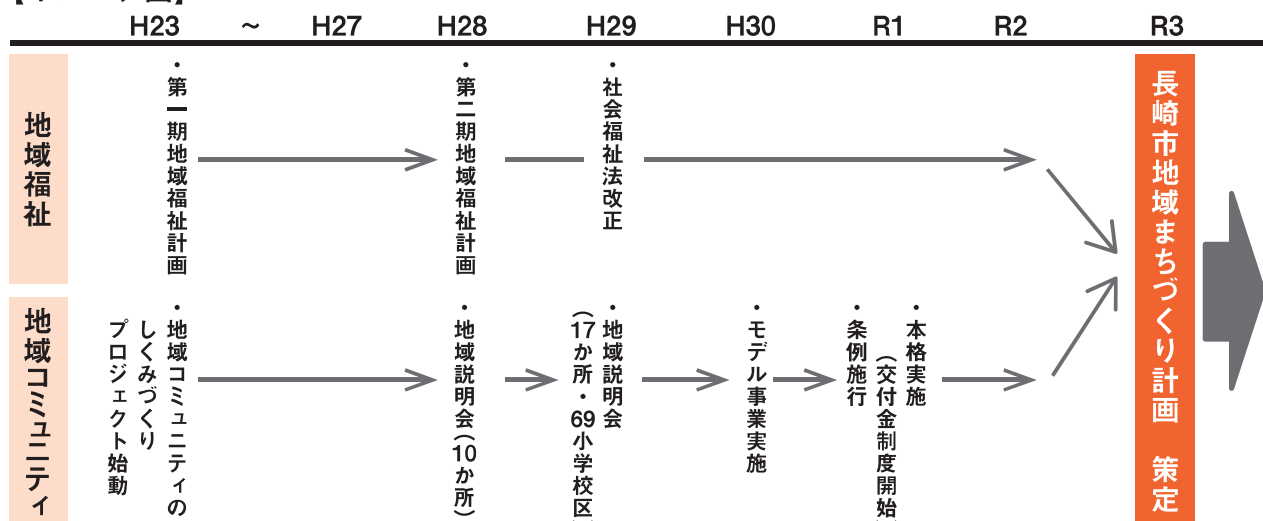 H23 ~ H27 H28 H29 H30 R1 R2 R3
地域福祉
・第一期地域福祉計画
・第二期地域福祉計画
・社会福祉法改正
地域コミュニティ
・地域コミュニティの
しくみづくり
プロジェクト始動
・地域説明会(10か所)
・地域説明会
(17か所・69小学校区)
・モデル事業実施
・本格実施
(交付金制度開始)
・条例施行
長崎市地域まちづくり計画 策定